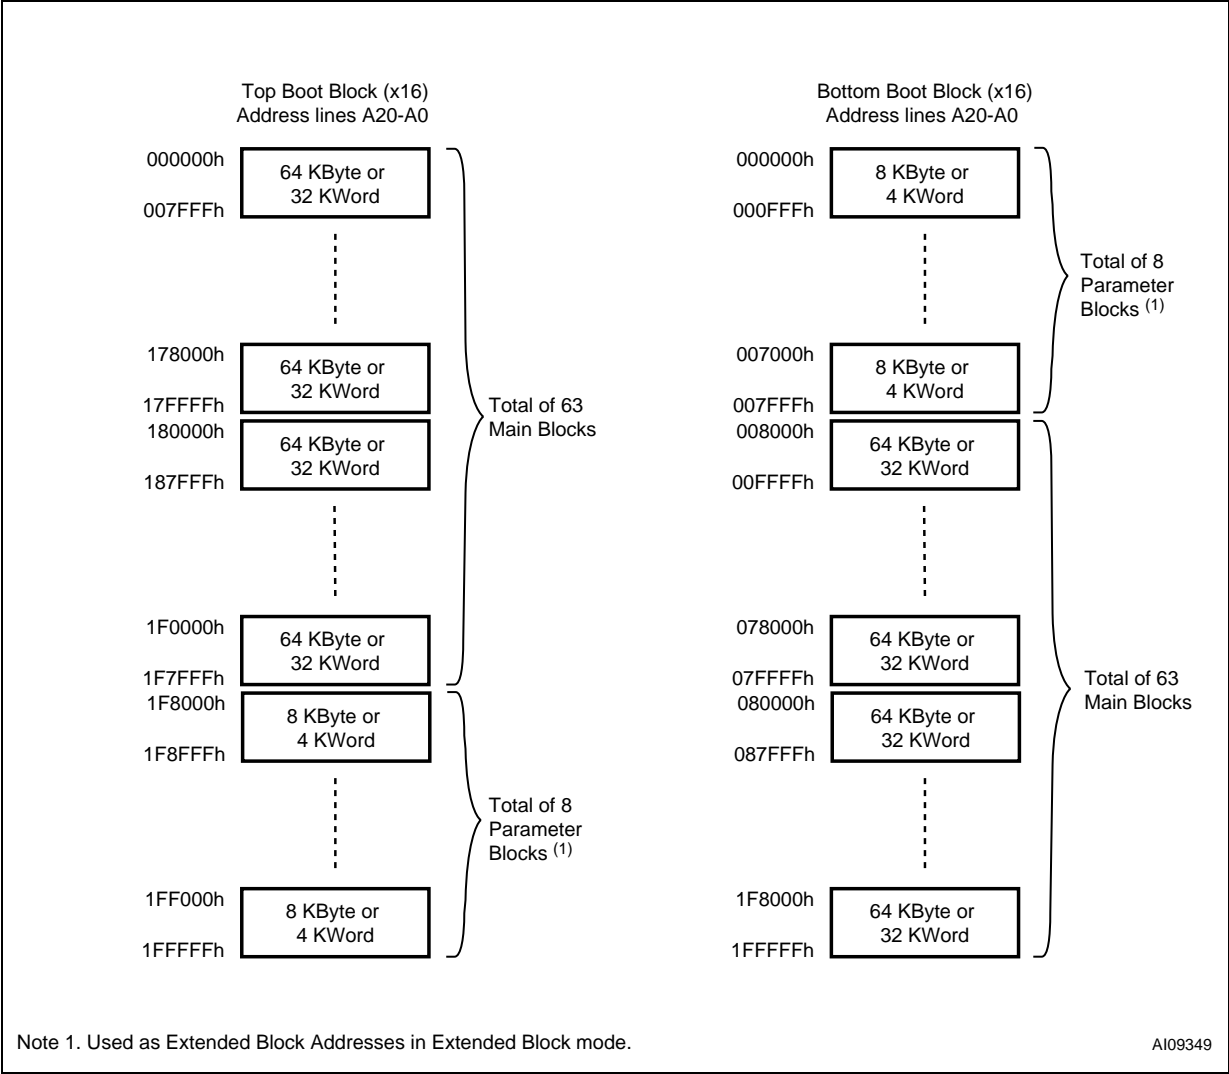 Top Boot Block (x16)
Address lines A20-A0
000000h
64 KByte or
32 KWord
007FFFh
178000h
64 KByte or
32 KWord
17FFFFh
180000h
64 KByte or
32 KWord
187FFFh
Total of 63
Main Blocks
1F0000h
64 KByte or
32 KWord
1F7FFFh
1F8000h
8 KByte or
4 KWord
1F8FFFh
Total of 8
Parameter
Blocks (1)
1FF000h
8 KByte or
4 KWord
1FFFFFh
Bottom Boot Block (x16)
Address lines A20-A0
000000h
8 KByte or
4 KWord
000FFFh
Total of 8
Parameter
Blocks (1)
007000h
8 KByte or
4 KWord
007FFFh
008000h
64 KByte or
32 KWord
00FFFFh
078000h
64 KByte or
32 KWord
07FFFFh
080000h
64 KByte or
32 KWord
087FFFh
Total of 63
Main Blocks
1F8000h
64 KByte or
32 KWord
1FFFFFh
Note 1. Used as Extended Block Addresses in Extended Block mode.
AI09349